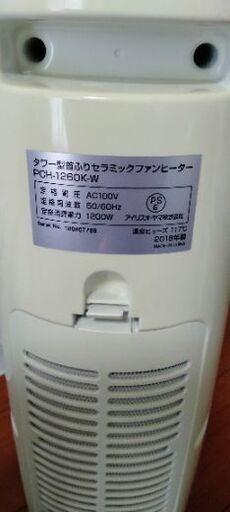 タワー型首ふりセラミックファンヒーター
PCH-1260K-W
定格電圧 AC100V
定格周波数 50/60Hz
定格消費電力 1200W
PS
E
アイリスオーヤマ株式会社
温度ヒューズ 117℃
2018年製
Serial No.